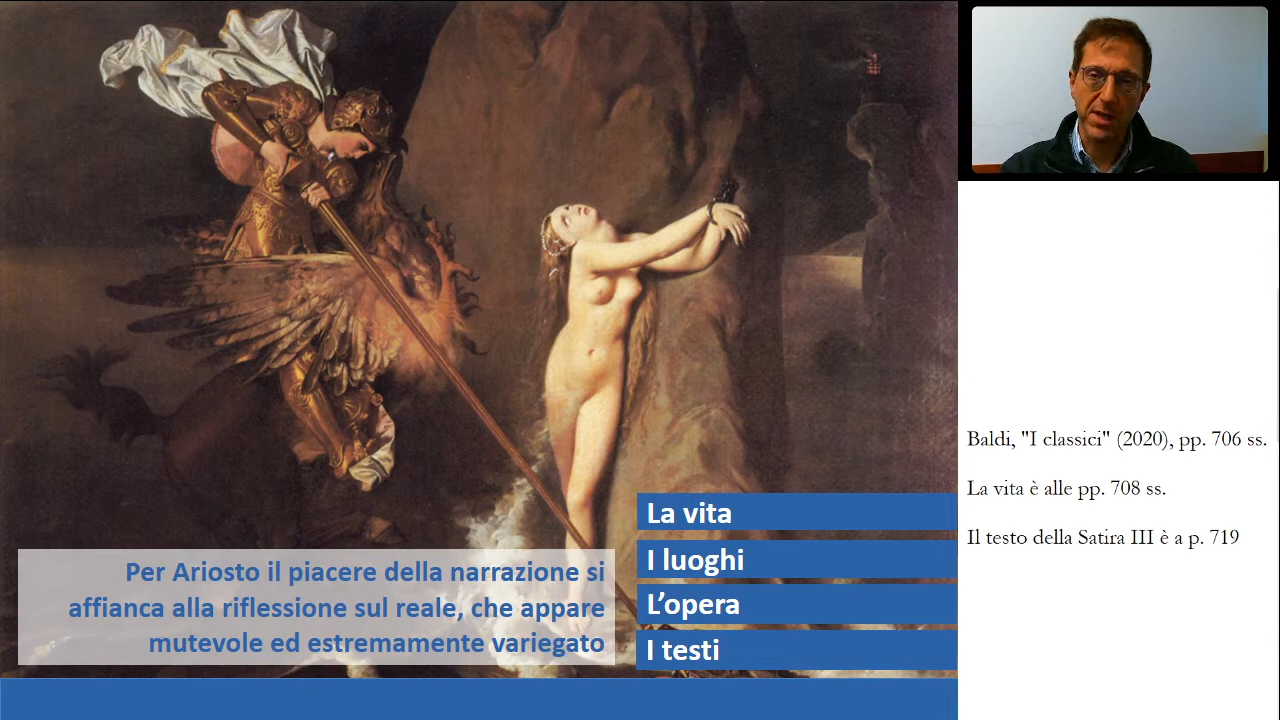 Per Ariosto il piacere della narrazione si
affianca alla riflessione sul reale, che appare
mutevole ed estremamente variegato
La vita
I luoghi
L’opera
I testi
Baldi, "I classici" (2020), pp. 706 ss.
La vita è alle pp. 708 ss.
Il testo della Satira III è a p. 719